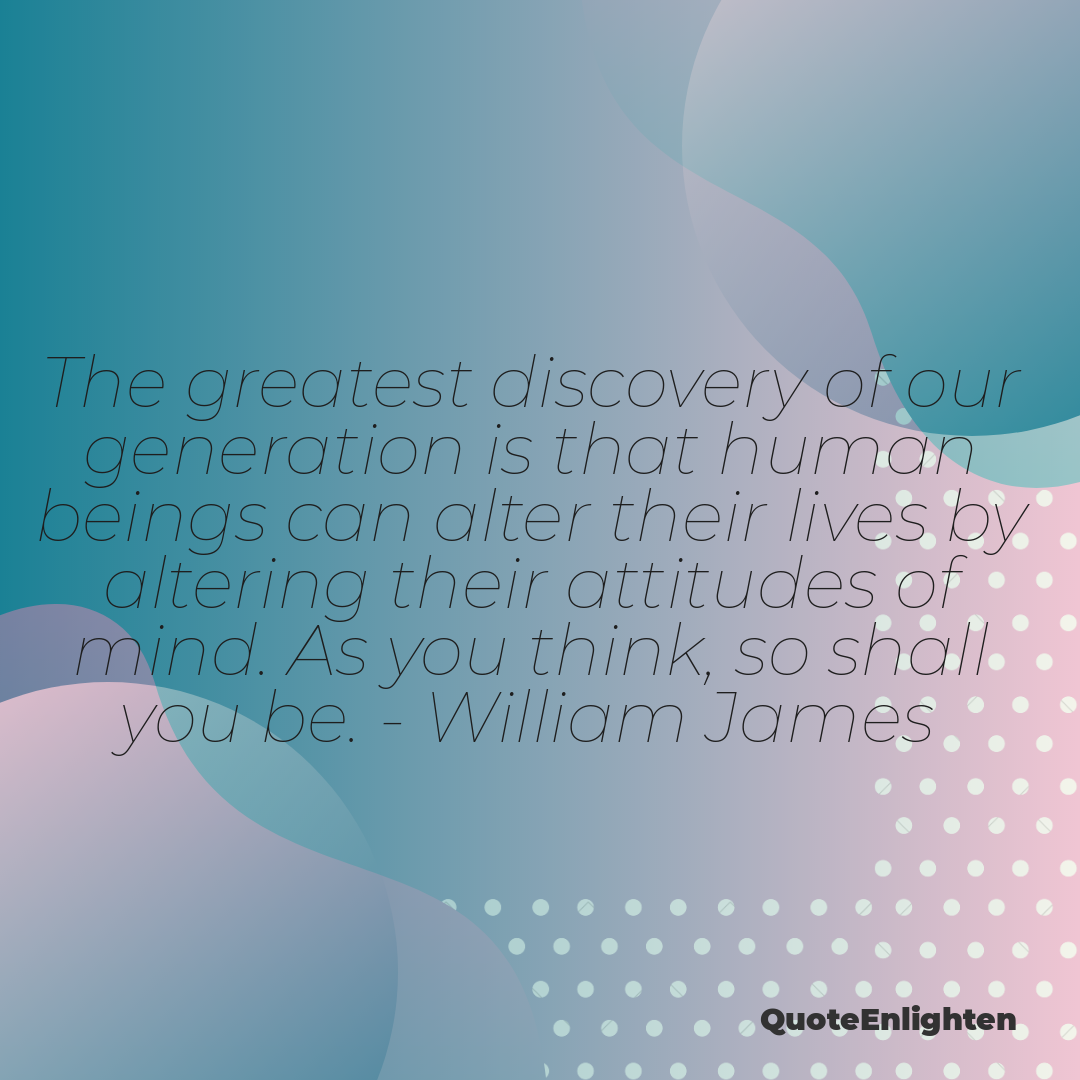 The greatest discovery of our
generation is that human
beings can alter their lives by
altering their attitudes of
mind. As you think, so shall
you be. - William James
QuoteEnlighten